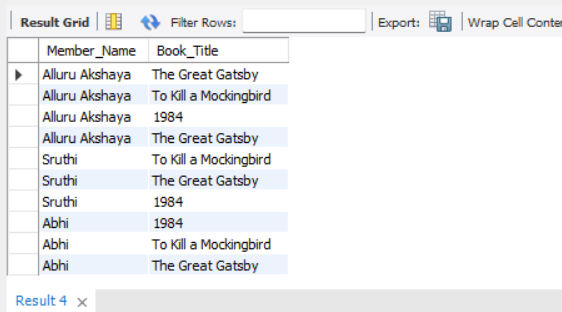 Result Grid Filter Rows: Export: Wrap Cell Conte
Member_Name Book_Title
Alluru Akshaya The Great Gatsby
Alluru Akshaya To Kill a Mockingbird
Alluru Akshaya 1984
Alluru Akshaya The Great Gatsby
Sruthi To Kill a Mockingbird
Sruthi The Great Gatsby
Sruthi 1984
Abhi 1984
Abhi To Kill a Mockingbird
Abhi The Great Gatsby
Result 4